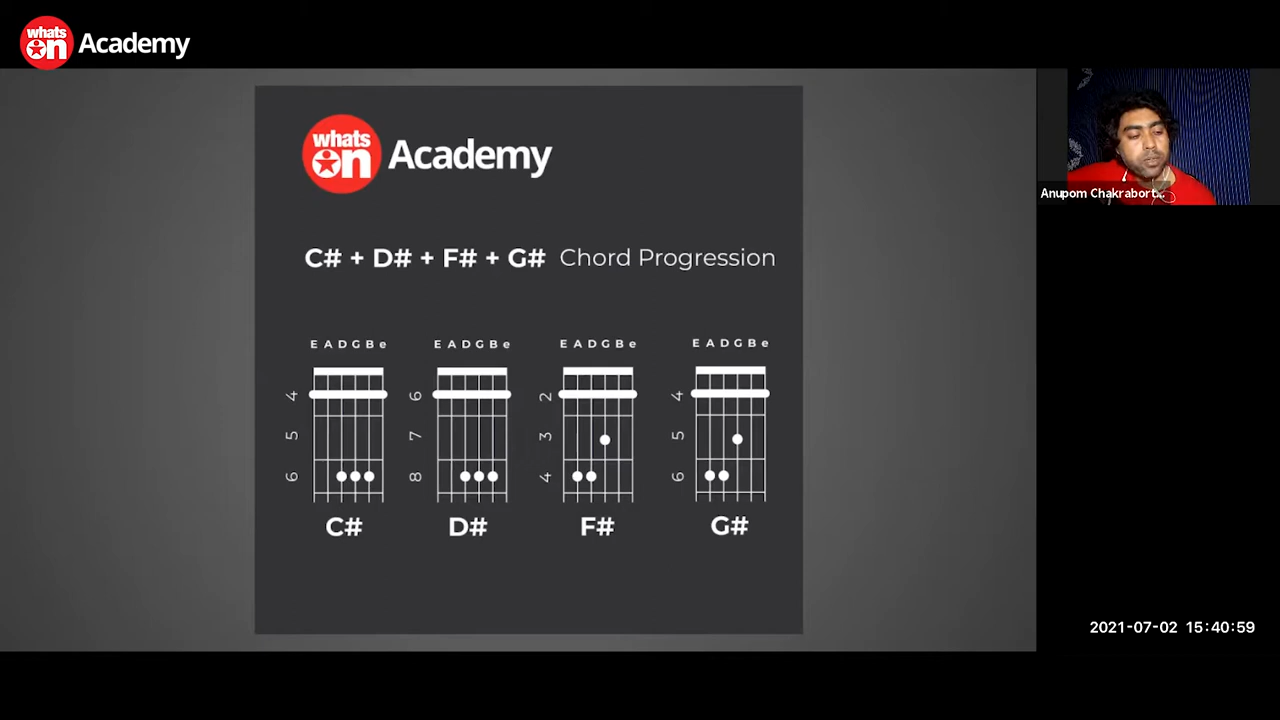 whats on Academy
whats on Academy
C# + D# + F# + G# Chord Progression
E A D G B e
E A D G B e
E A D G B e
E A D G B e
4
5
6
6
7
8
2
3
4
4
5
6
C#
D#
F#
G#
Anupom Chakrabort...
2021-07-02 15:40:59